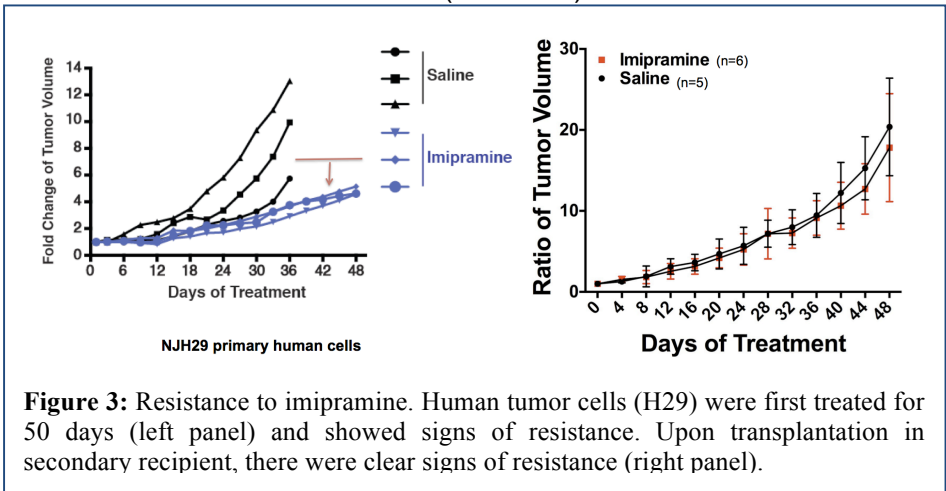 Fold Change of Tumor Volume
14
12
10
8
6
4
2
0
0 6 12 18 24 30 36 42 48
Days of Treatment
Saline
Imipramine
NJH29 primary human cells
Ratio of Tumor Volume
30
20
10
0
Imipramine (n=6)
Saline (n=5)
0 4 8 12 16 20 24 28 32 36 40 44 48
Days of Treatment
Figure 3: Resistance to imipramine. Human tumor cells (H29) were first treated for
50 days (left panel) and showed signs of resistance. Upon transplantation in
secondary recipient, there were clear signs of resistance (right panel).